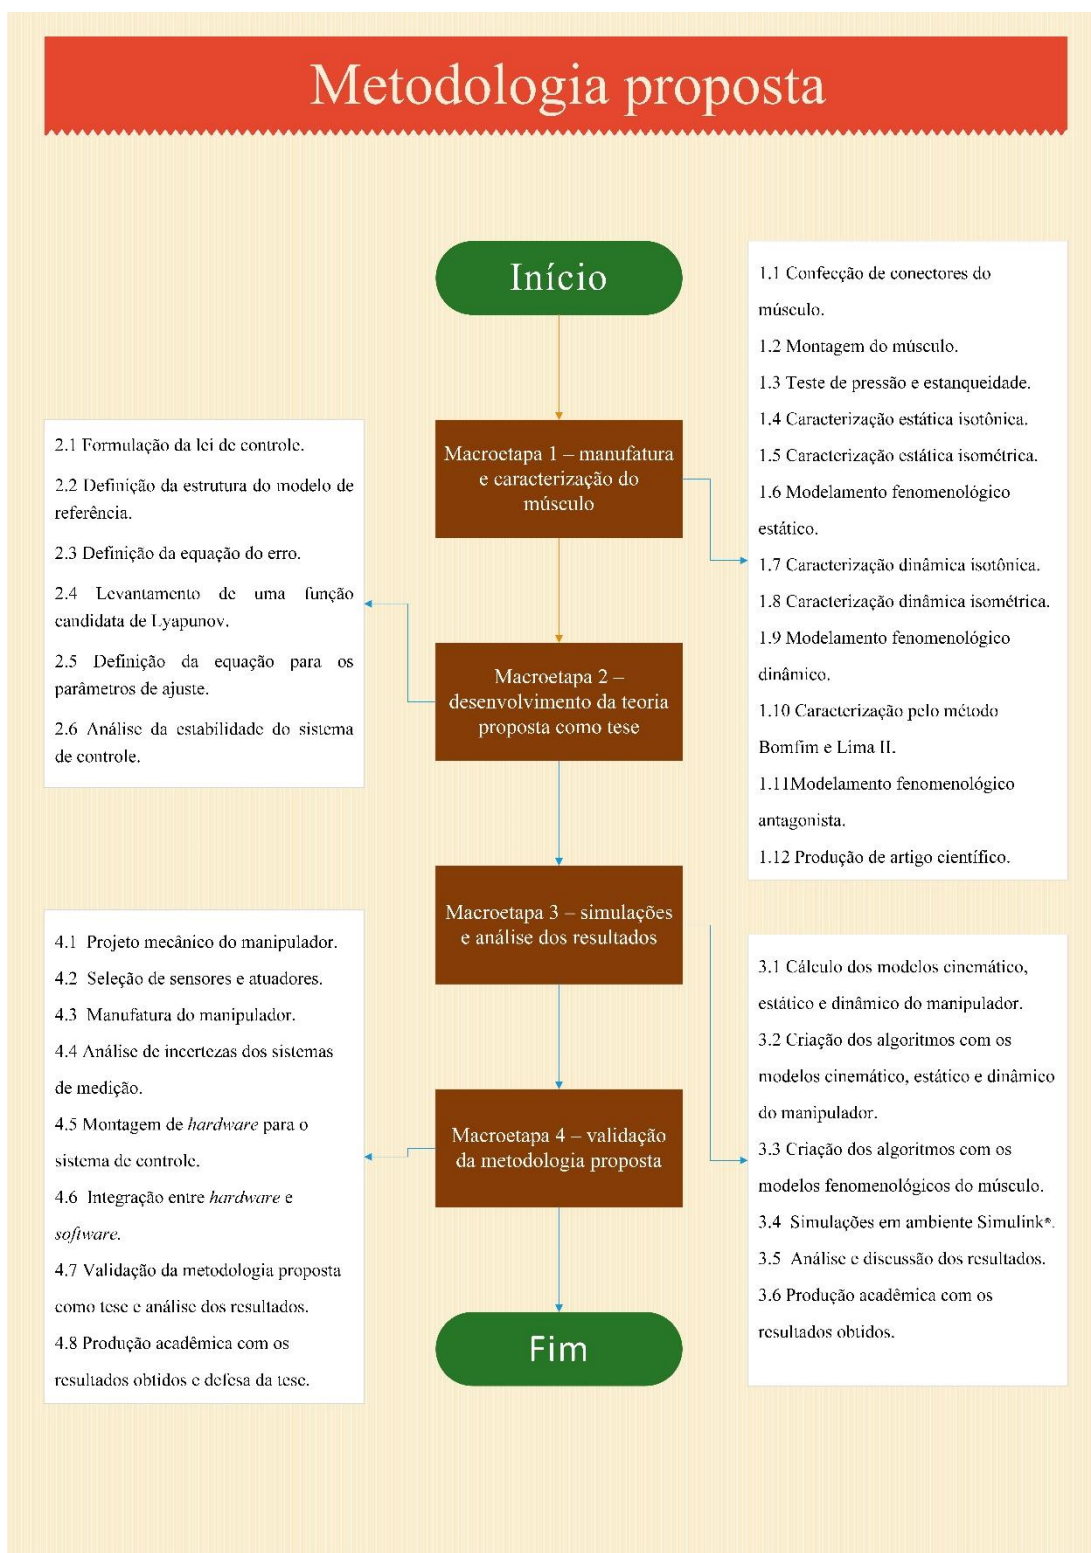 Metodologia proposta
Início
Macroetapa 1 – manufatura
e caracterização do
músculo
1.1 Confecção de conectores do
músculo.
1.2 Montagem do músculo.
1.3 Teste de pressão e estanqueidade.
1.4 Caracterização estática isotônica.
1.5 Caracterização estática isométrica.
1.6 Modelamento fenomenológico
estático.
1.7 Caracterização dinâmica isotônica.
1.8 Caracterização dinâmica isométrica.
1.9 Modelamento fenomenológico
dinâmico.
1.10 Caracterização pelo método
Bomfim e Lima II.
1.11Modelamento fenomenológico
antagonista.
1.12 Produção de artigo científico.
Macroetapa 2 –
desenvolvimento da teoria
proposta como tese
2.1 Formulação da lei de controle.
2.2 Definição da estrutura do modelo de
referência.
2.3 Definição da equação do erro.
2.4 Levantamento de uma função
candidata de Lyapunov.
2.5 Definição da equação para os
parâmetros de ajuste.
2.6 Análise da estabilidade do sistema
de controle.
Macroetapa 3 – simulações
e análise dos resultados
3.1 Cálculo dos modelos cinemático,
estático e dinâmico do manipulador.
3.2 Criação dos algoritmos com os
modelos cinemático, estático e dinâmico
do manipulador.
3.3 Criação dos algoritmos com os
modelos fenomenológicos do músculo.
3.4 Simulações em ambiente Simulink®.
3.5 Análise e discussão dos resultados.
3.6 Produção acadêmica com os
resultados obtidos.
Macroetapa 4 – validação
da metodologia proposta
4.1 Projeto mecânico do manipulador.
4.2 Seleção de sensores e atuadores.
4.3 Manufatura do manipulador.
4.4 Análise de incertezas dos sistemas
de medição.
4.5 Montagem de hardware para o
sistema de controle.
4.6 Integração entre hardware e
software.
4.7 Validação da metodologia proposta
como tese e análise dos resultados.
4.8 Produção acadêmica com os
resultados obtidos e defesa da tese.
Fim